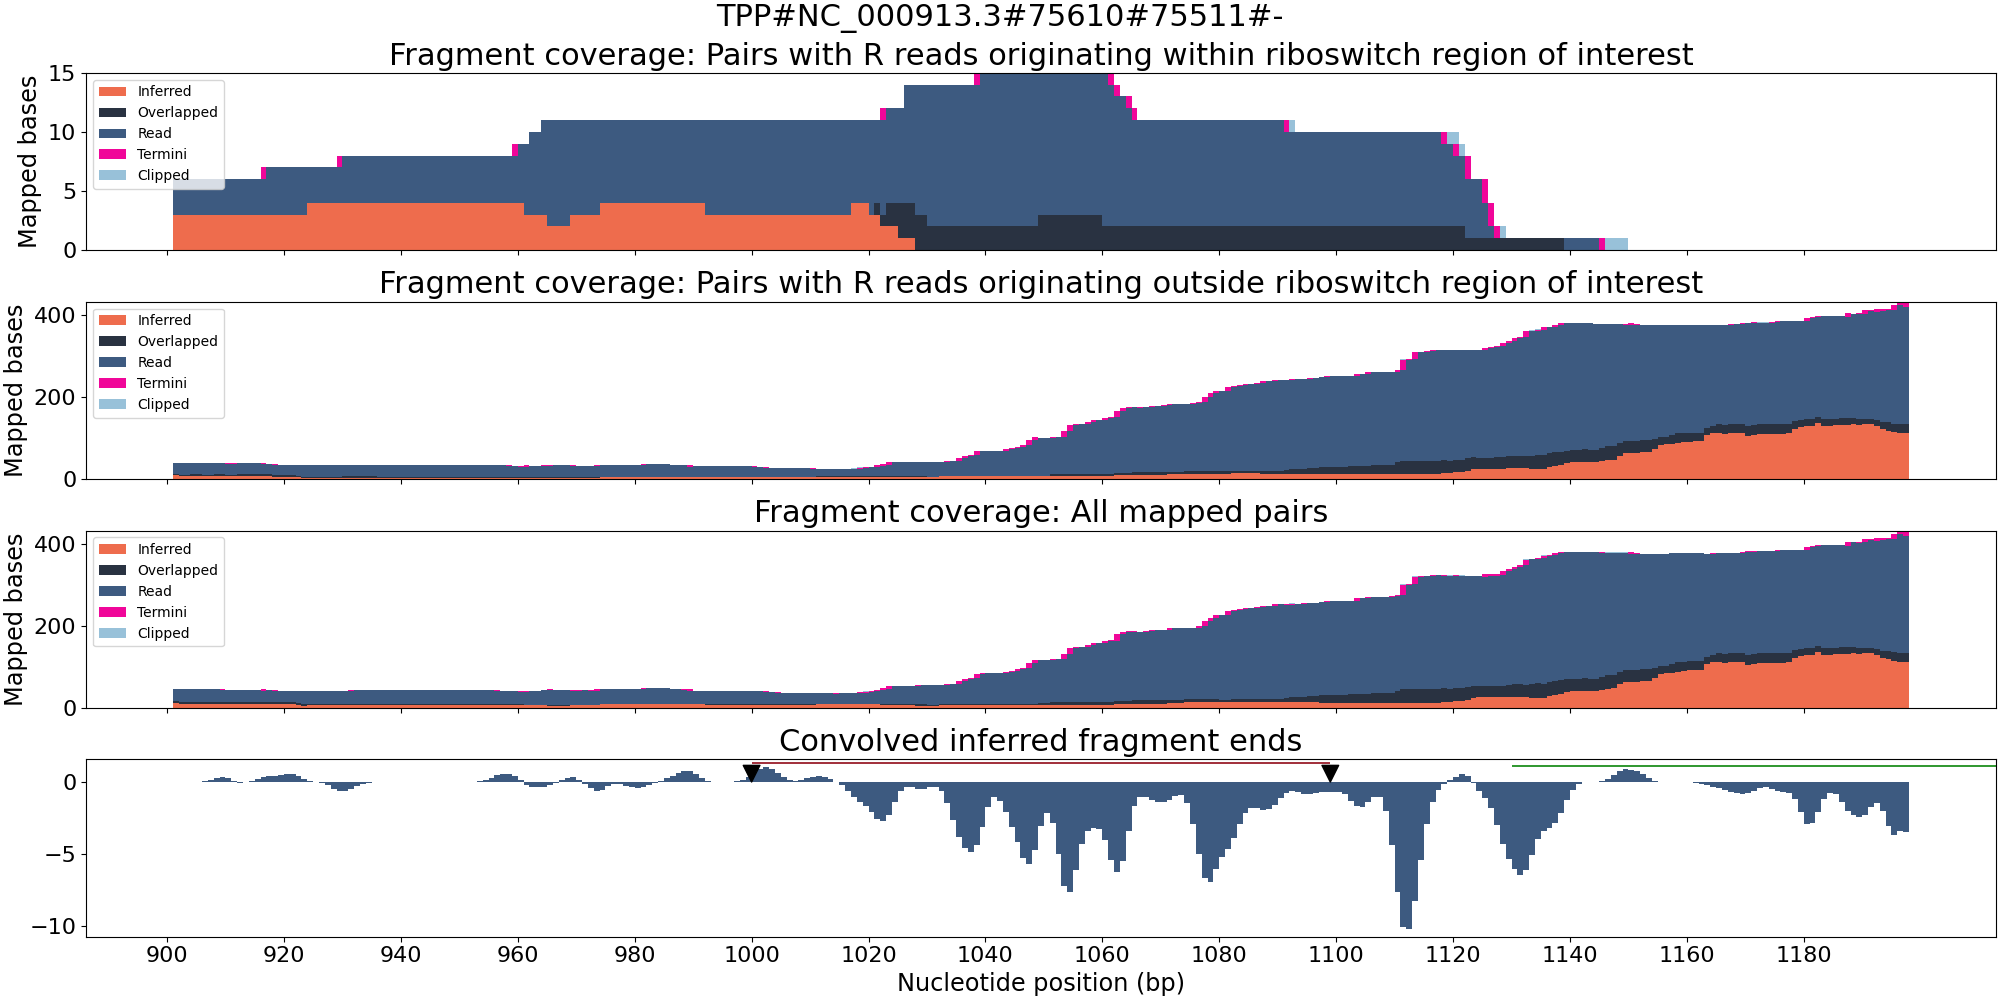 TPP#NC_000913.3#75610#75511#-
Fragment coverage: Pairs with R reads originating within riboswitch region of interest
Mapped bases
15
10
5
0
Inferred
Overlapped
Read
Termini
Clipped
Fragment coverage: Pairs with R reads originating outside riboswitch region of interest
Mapped bases
400
200
0
Inferred
Overlapped
Read
Termini
Clipped
Fragment coverage: All mapped pairs
Mapped bases
400
200
0
Inferred
Overlapped
Read
Termini
Clipped
Convolved inferred fragment ends
0
−5
−10
900 920 940 960 980 1000 1020 1040 1060 1080 1100 1120 1140 1160 1180
Nucleotide position (bp)